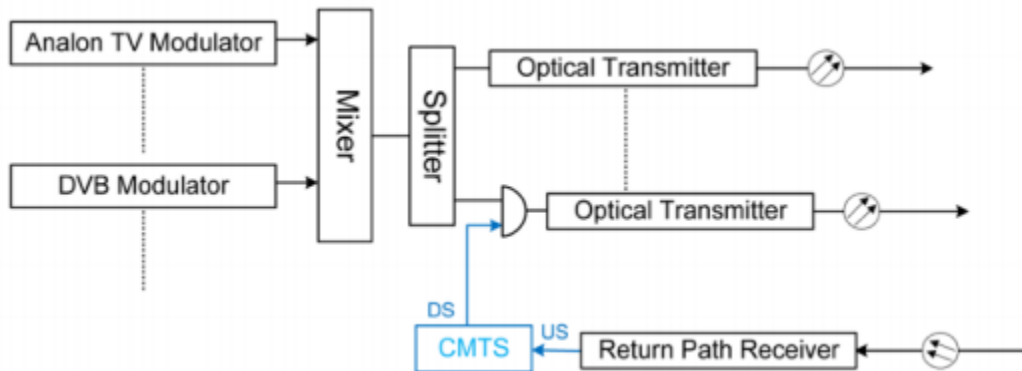 Analon TV Modulator
Mixer
Splitter
Optical Transmitter
DVB Modulator
Optical Transmitter
DS
US
CMTS
Return Path Receiver